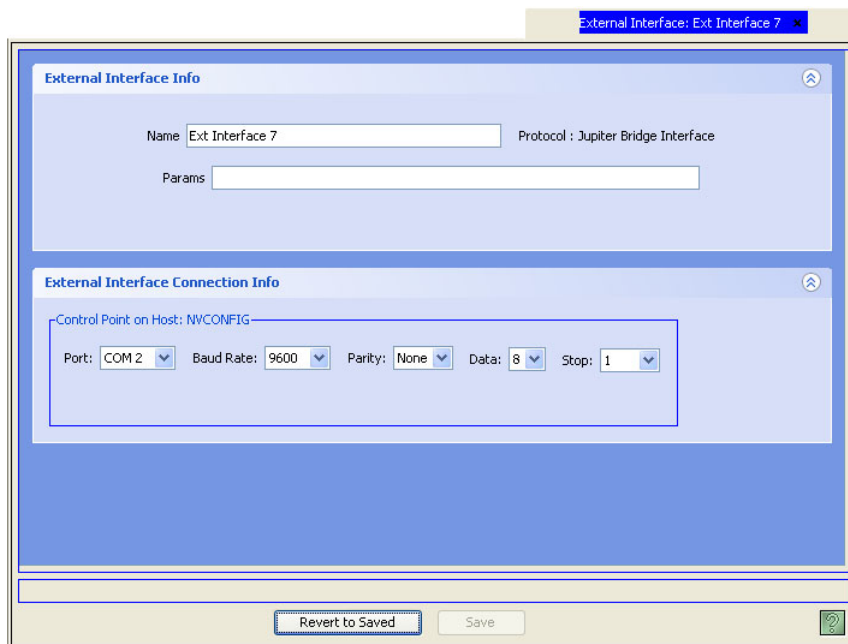 External Interface: Ext Interface 7 ×
External Interface Info
Name Ext Interface 7 Protocol : Jupiter Bridge Interface
Params
External Interface Connection Info
Control Point on Host: NVCONFIG
Port: COM 2 Baud Rate: 9600 Parity: None Data: 8 Stop: 1
Revert to Saved Save
?